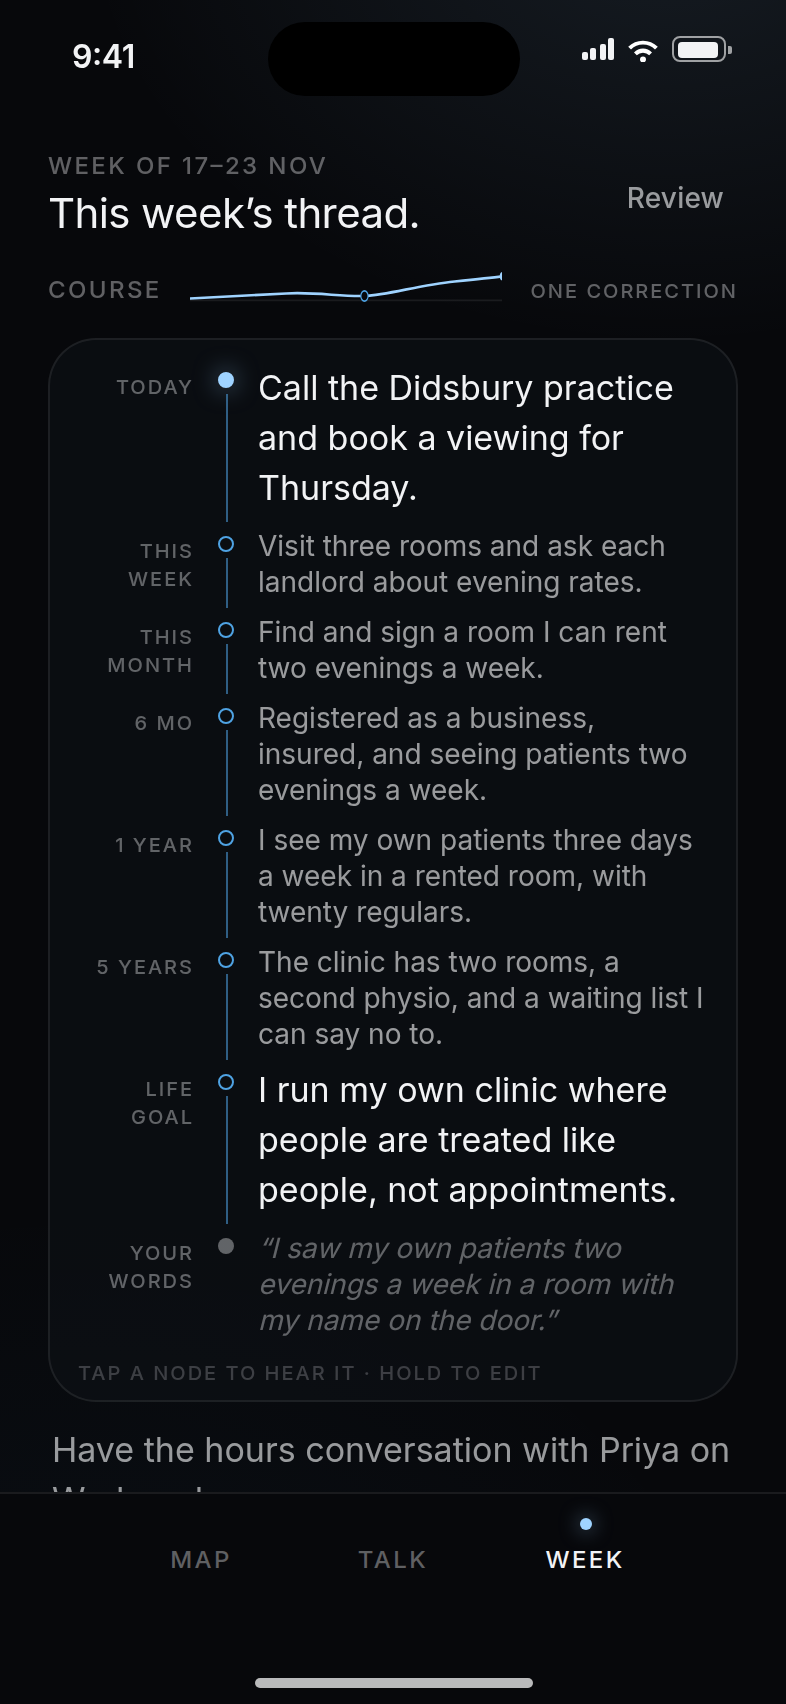 9:41
WEEK OF 17–23 NOV
This week’s thread.
Review
COURSE
ONE CORRECTION
TODAY
Call the Didsbury practice
and book a viewing for
Thursday.
THIS
WEEK
Visit three rooms and ask each
landlord about evening rates.
THIS
MONTH
Find and sign a room I can rent
two evenings a week.
6 MO
Registered as a business,
insured, and seeing patients two
evenings a week.
1 YEAR
I see my own patients three days
a week in a rented room, with
twenty regulars.
5 YEARS
The clinic has two rooms, a
second physio, and a waiting list I
can say no to.
LIFE
GOAL
I run my own clinic where
people are treated like
people, not appointments.
YOUR
WORDS
“I saw my own patients two
evenings a week in a room with
my name on the door.”
TAP A NODE TO HEAR IT · HOLD TO EDIT
Have the hours conversation with Priya on
MAP
TALK
WEEK